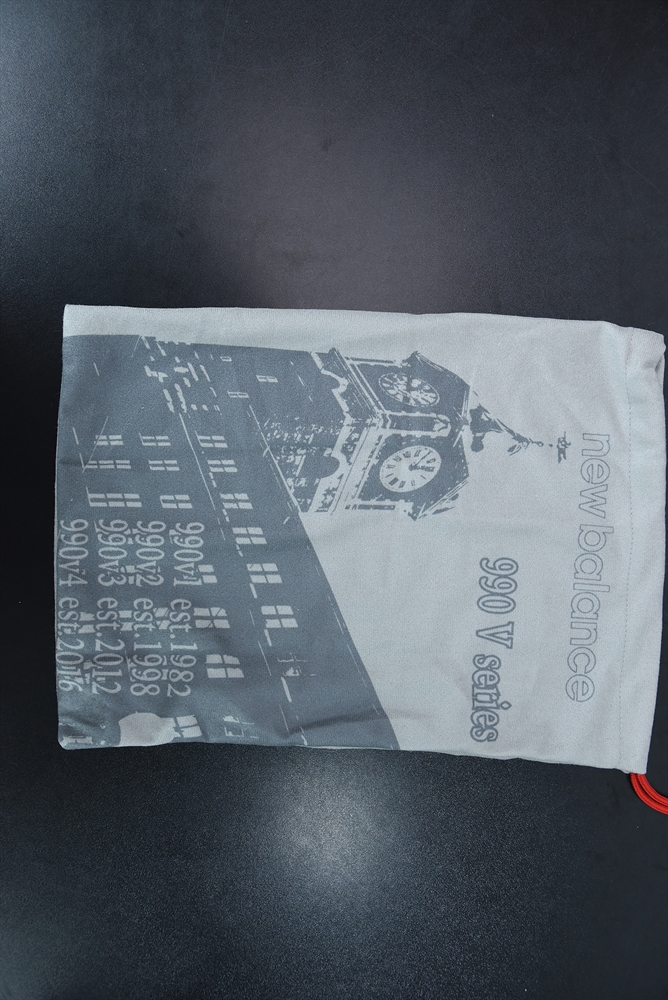 new balance
990 V series
990v1 est.1982
990v2 est.1998
990v3 est.2012
990v4 est.2016